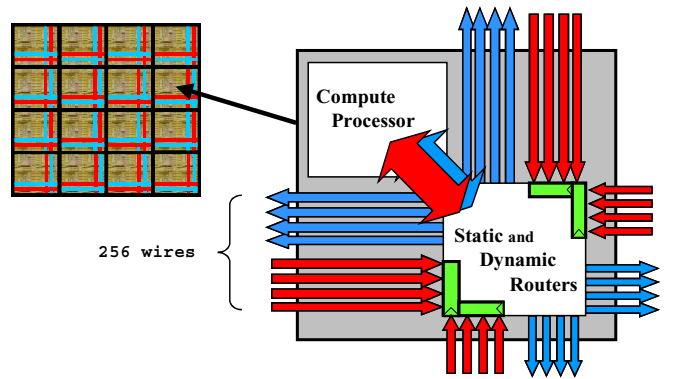 Compute
Processor
256 wires
Static and
Dynamic
Routers